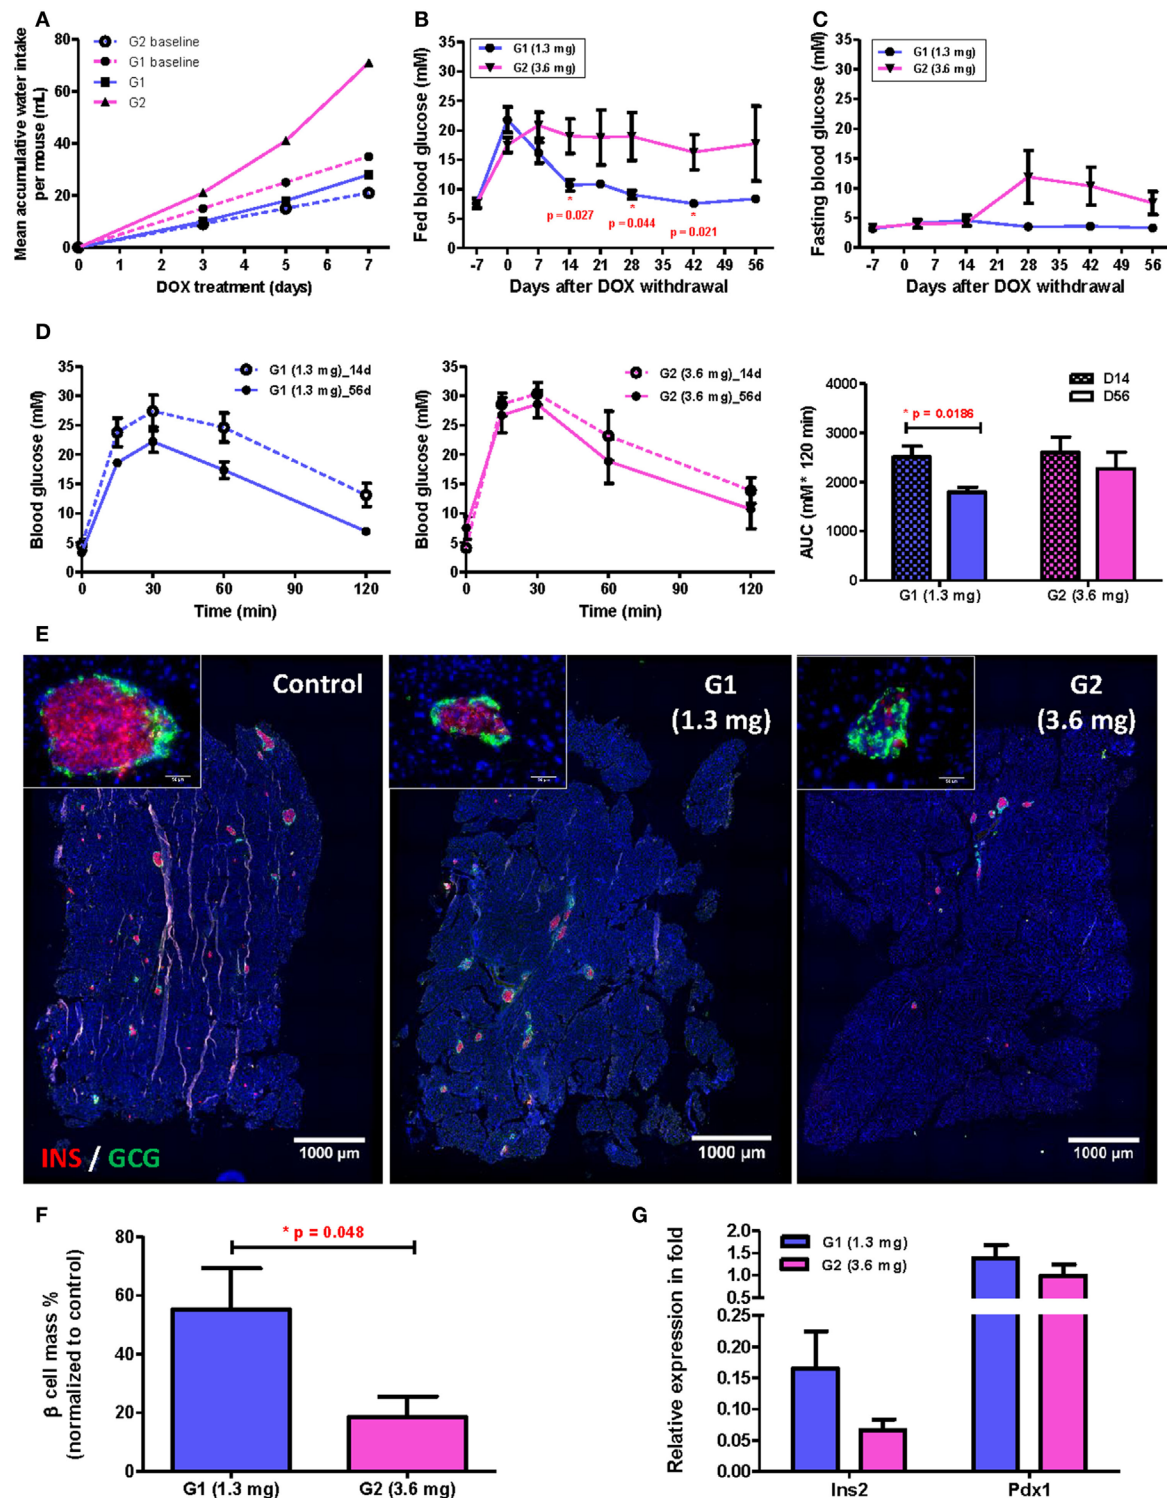 A
Mean accumulative water intake
per mouse (mL)
80
60
40
20
0
G2 baseline
G1 baseline
G1
G2
0 1 2 3 4 5 6 7
DOX treatment (days)
B
Fed blood glucose (mM)
35
30
25
20
15
10
5
0
G1 (1.3 mg)
G2 (3.6 mg)
*
p = 0.027
*
p = 0.044
*
p = 0.021
-7 0 7 14 21 28 35 42 49 56
Days after DOX withdrawal
C
Fasting blood glucose (mM)
35
30
25
20
15
10
5
0
G1 (1.3 mg)
G2 (3.6 mg)
-7 0 7 14 21 28 35 42 49 56
Days after DOX withdrawal
D
Blood glucose (mM)
35
30
25
20
15
10
5
0
G1 (1.3 mg)_14d
G1 (1.3 mg)_56d
0 30 60 90 120
Time (min)
Blood glucose (mM)
35
30
25
20
15
10
5
0
G2 (3.6 mg)_14d
G2 (3.6 mg)_56d
0 30 60 90 120
Time (min)
AUC (mM* 120 min)
4000
3000
2000
1000
0
D14
D56
* p = 0.0186
G1 (1.3 mg) G2 (3.6 mg)
E
Control
INS / GCG
1000 µm
G1
(1.3 mg)
1000 µm
G2
(3.6 mg)
1000 µm
F
β cell mass %
(normalized to control)
80
60
40
20
0
* p = 0.048
G1 (1.3 mg) G2 (3.6 mg)
G
Relative expression in fold
2.0
1.5
1.0
0.5
0.25
0.20
0.15
0.10
0.05
0.00
G1 (1.3 mg)
G2 (3.6 mg)
Ins2 Pdx1